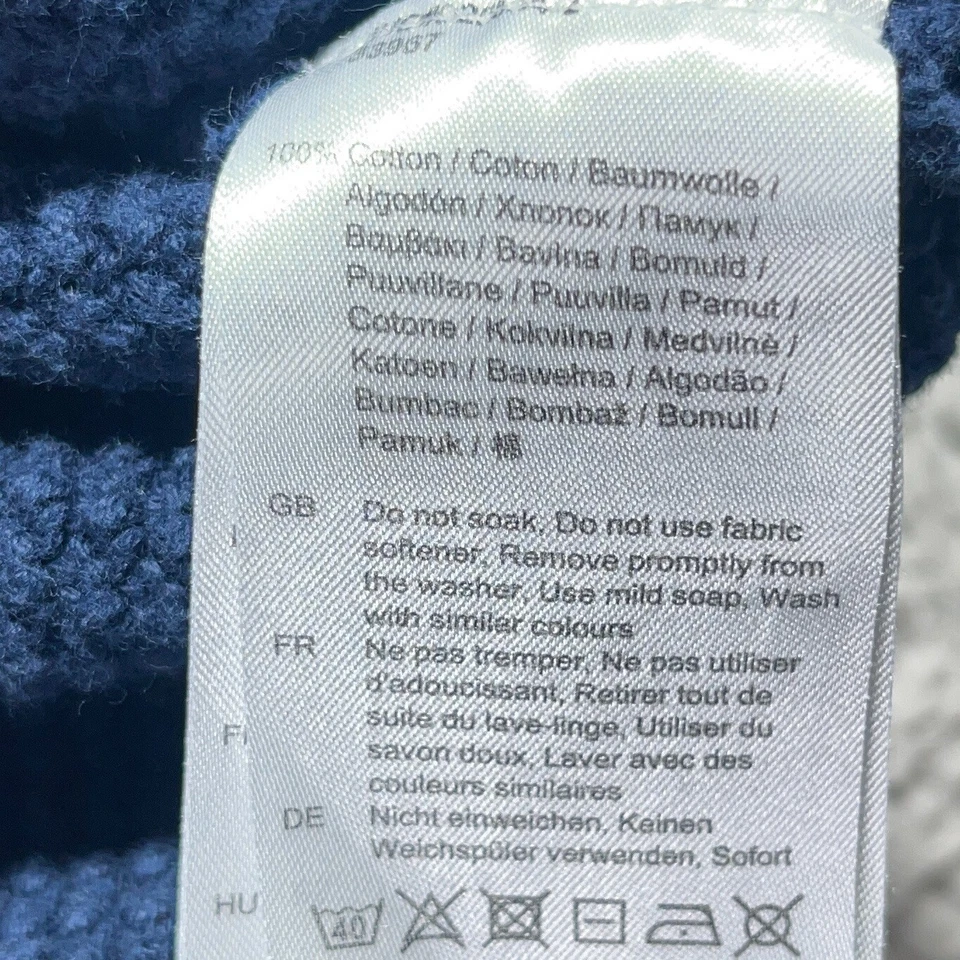 100% Cotton / Coton / Baumwolle /
Algodón / Хлопок / Памук /
Βαμβάκι / Bavlna / Bomuld /
Puuvillane / Puuvilla / Pamut /
Cotone / Kokvilna / Medvilnė /
Katoen / Bawełna / Algodão /
Bumbac / Bombaž / Bomull /
Pamuk / 棉
GB Do not soak, Do not use fabric
softener, Remove promptly from
the washer, Use mild soap, Wash
with similar colours
FR Ne pas tremper, Ne pas utiliser
d'adoucissant, Retirer tout de
suite du lave-linge, Utiliser du
savon doux, Laver avec des
couleurs similaires
DE Nicht einweichen, Keinen
Weichspüler verwenden, Sofort
HU
40